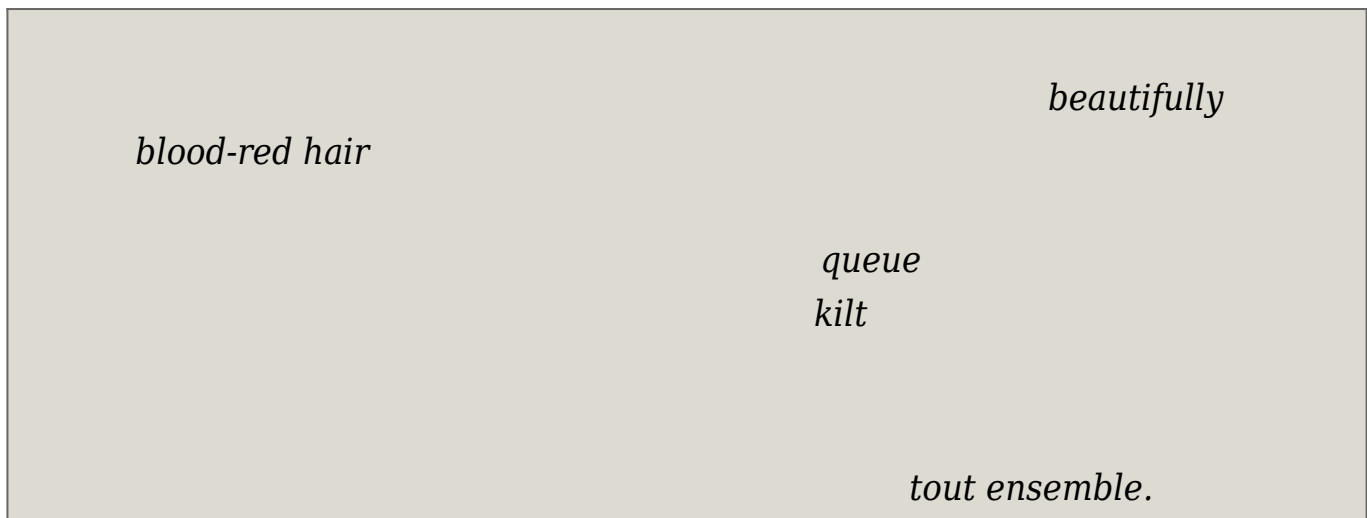 beautifully
blood-red hair
queue
kilt
tout ensemble.